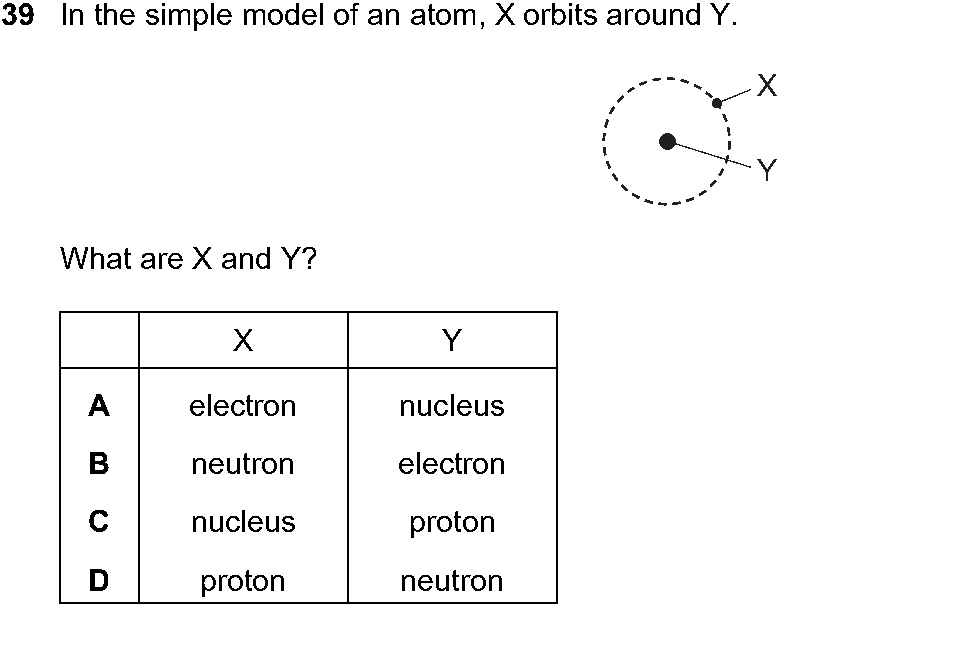 39 In the simple model of an atom, X orbits around Y.
X
Y
What are X and Y?
X Y
A electron nucleus
B neutron electron
C nucleus proton
D proton neutron